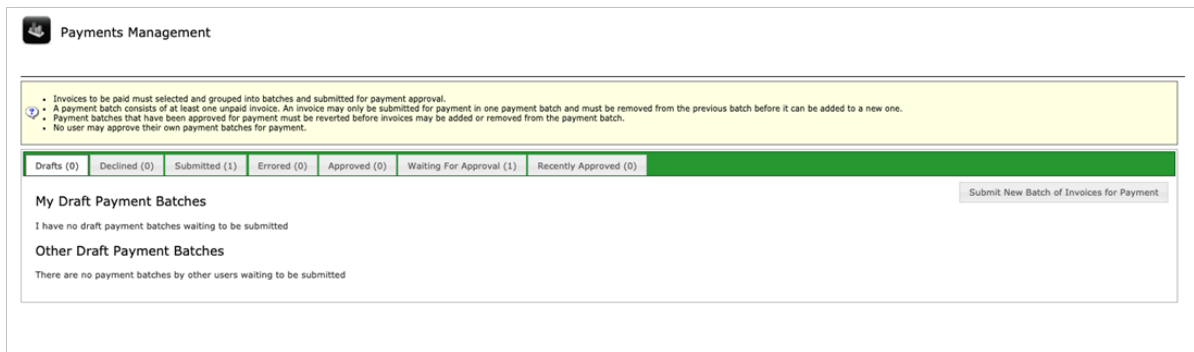 Payments Management
• Invoices to be paid must selected and grouped into batches and submitted for payment approval.
• A payment batch consists of at least one unpaid invoice. An invoice may only be submitted for payment in one payment batch and must be removed from the previous batch before it can be added to a new one.
• Payment batches that have been approved for payment must be reverted before invoices may be added or removed from the payment batch.
• No user may approve their own payment batches for payment.
Drafts (0) Declined (0) Submitted (1) Errored (0) Approved (0) Waiting For Approval (1) Recently Approved (0)
Submit New Batch of Invoices for Payment
My Draft Payment Batches
I have no draft payment batches waiting to be submitted
Other Draft Payment Batches
There are no payment batches by other users waiting to be submitted